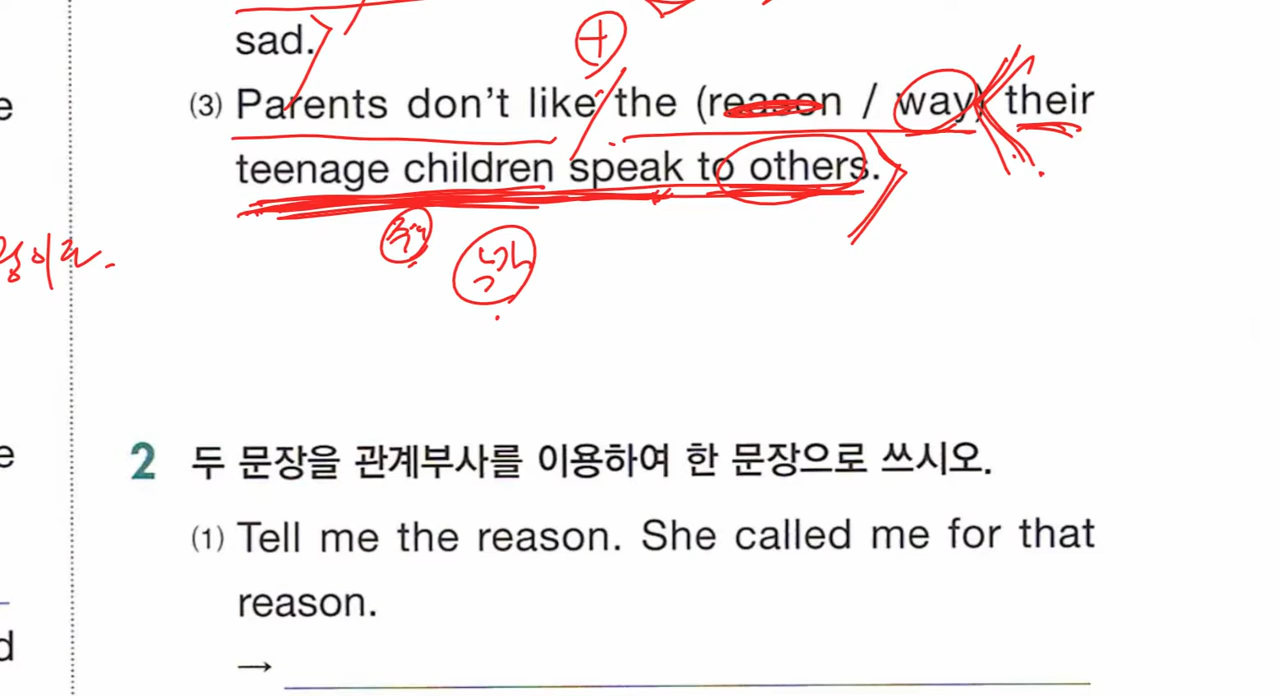 sad.
(3) Parents don't like the (reason / way) their
teenage children speak to others.
2 두 문장을 관계부사를 이용하여 한 문장으로 쓰시오.
(1) Tell me the reason. She called me for that
reason.
→